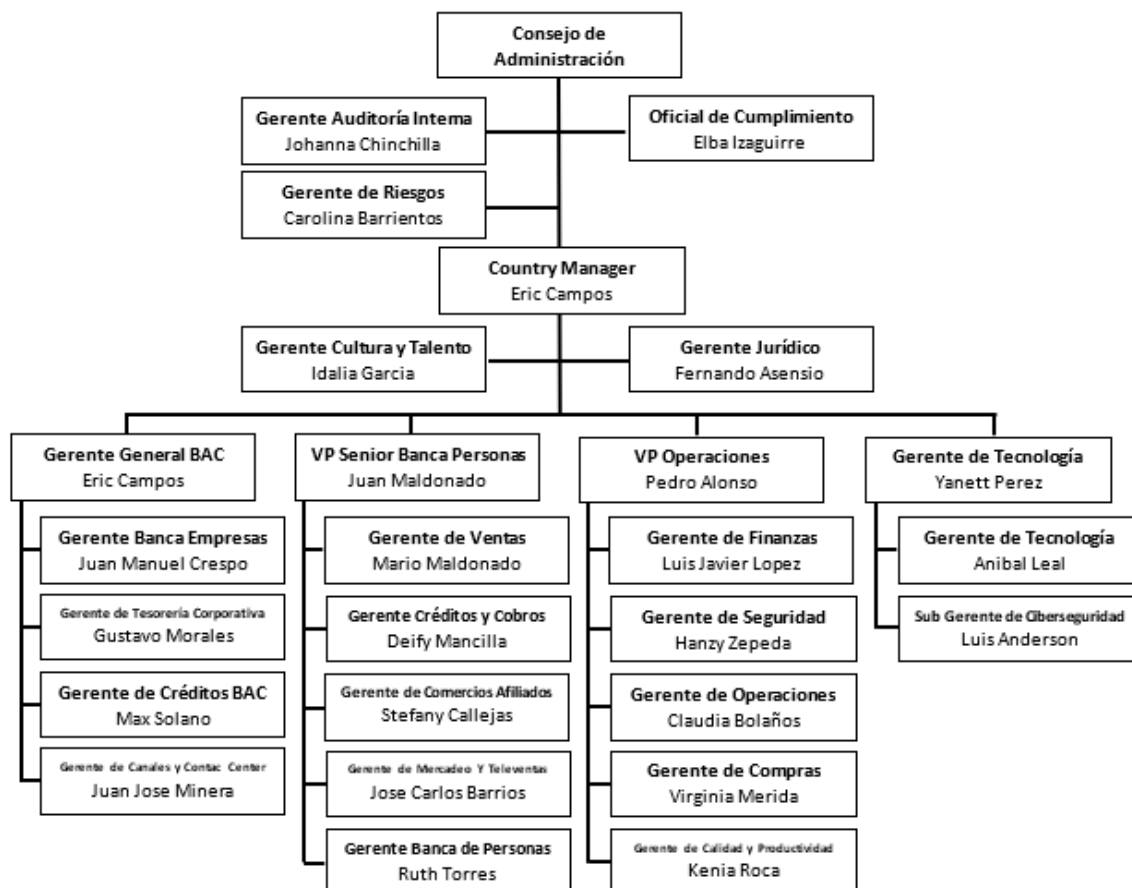 Consejo de
Administración
Gerente Auditoría Interna
Johanna Chinchilla
Oficial de Cumplimiento
Elba Izaguirre
Gerente de Riesgos
Carolina Barrientos
Country Manager
Eric Campos
Gerente Cultura y Talento
Idalia Garcia
Gerente Jurídico
Fernando Asensio
Gerente General BAC
Eric Campos
VP Senior Banca Personas
Juan Maldonado
VP Operaciones
Pedro Alonso
Gerente de Tecnología
Yanett Perez
Gerente Banca Empresas
Juan Manuel Crespo
Gerente de Ventas
Mario Maldonado
Gerente de Finanzas
Luis Javier Lopez
Gerente de Tecnología
Anibal Leal
Gerente de Tesorería Corporativa
Gustavo Morales
Gerente Créditos y Cobros
Deify Mancilla
Gerente de Seguridad
Hanzy Zepeda
Sub Gerente de Ciberseguridad
Luis Anderson
Gerente de Créditos BAC
Max Solano
Gerente de Comercios Afiliados
Stefany Callejas
Gerente de Operaciones
Claudia Bolaños
Gerente de Canales y Contac Center
Juan Jose Minera
Gerente de Mercadeo Y Televentas
Jose Carlos Barrios
Gerente de Compras
Virginia Merida
Gerente Banca de Personas
Ruth Torres
Gerente de Calidad y Productividad
Kenia Roca